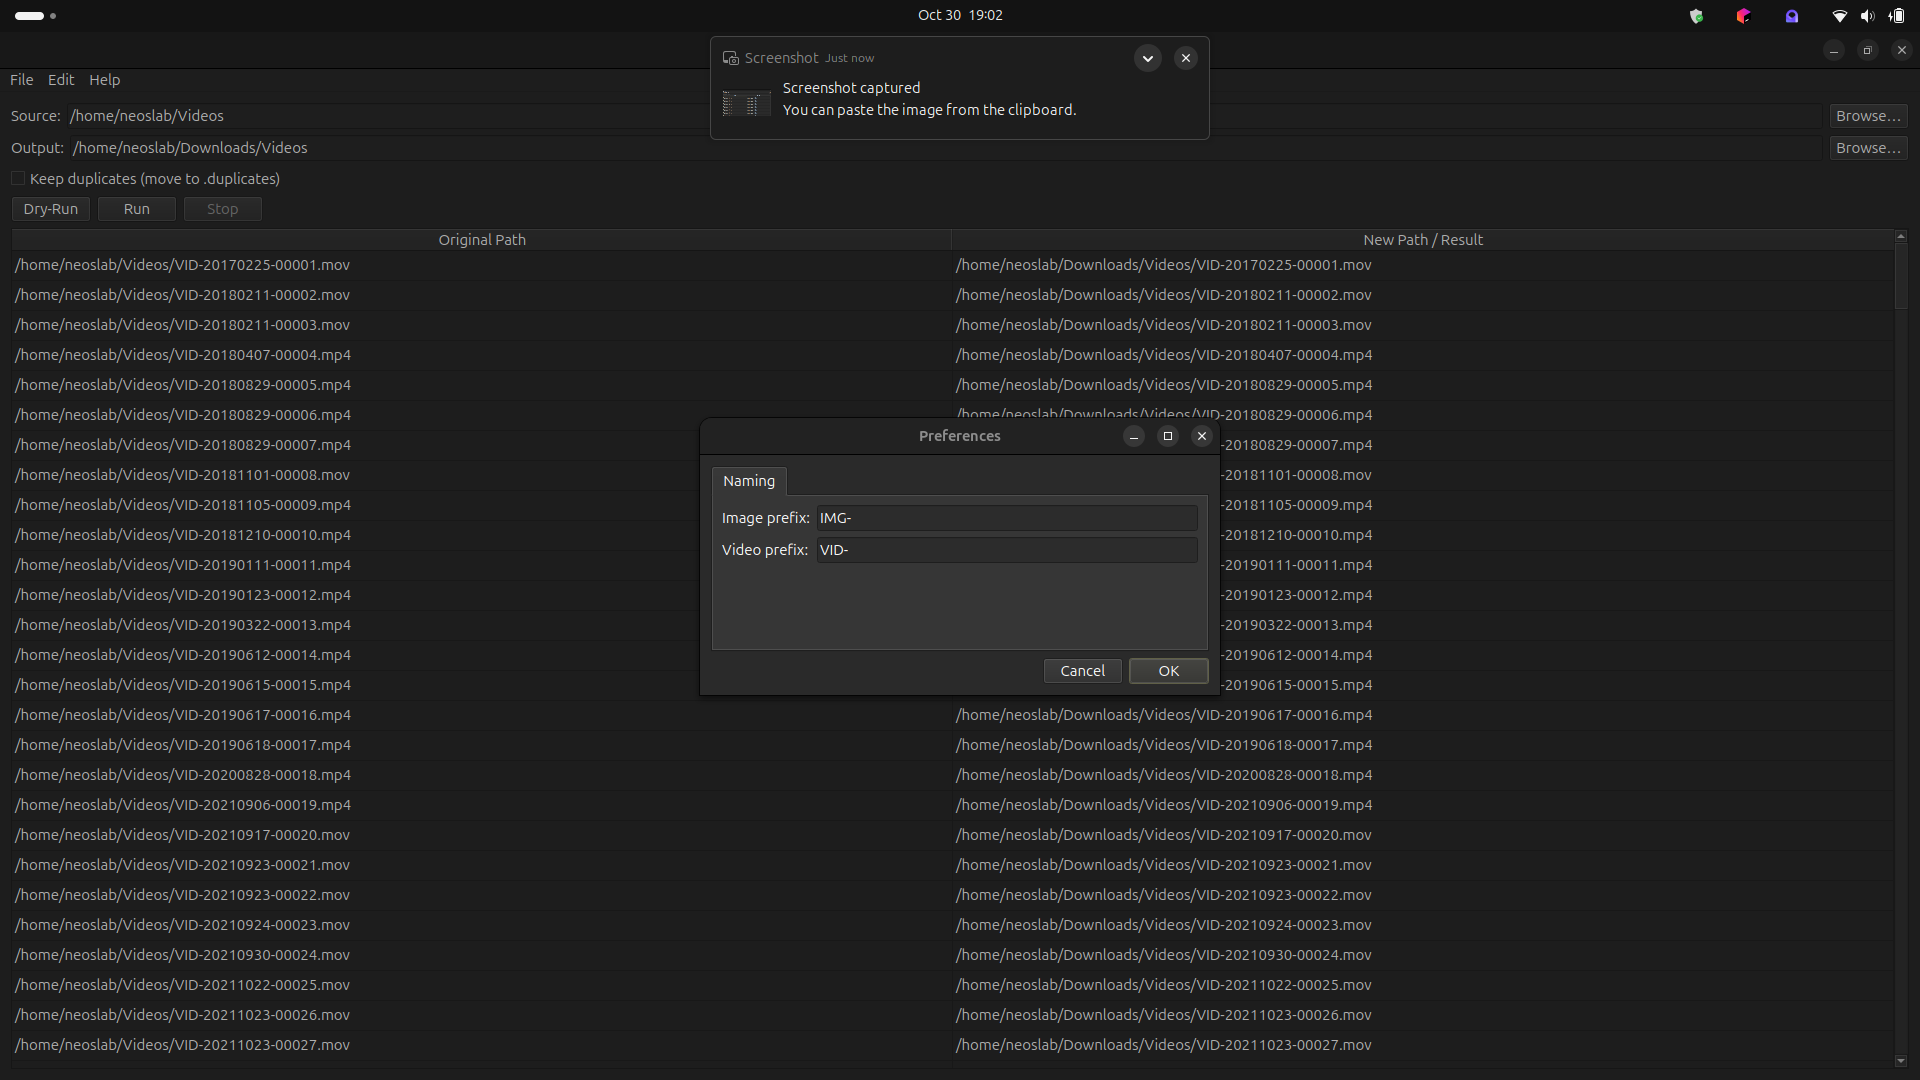 Oct 30  19:02
Screenshot Just now
Screenshot captured
You can paste the image from the clipboard.
File Edit Help
Source: /home/neoslab/Videos Browse...
Output: /home/neoslab/Downloads/Videos Browse...
Keep duplicates (move to .duplicates)
Dry-Run Run Stop
Original Path New Path / Result
/home/neoslab/Videos/VID-20170225-00001.mov /home/neoslab/Downloads/Videos/VID-20170225-00001.mov
/home/neoslab/Videos/VID-20180211-00002.mov /home/neoslab/Downloads/Videos/VID-20180211-00002.mov
/home/neoslab/Videos/VID-20180211-00003.mov /home/neoslab/Downloads/Videos/VID-20180211-00003.mov
/home/neoslab/Videos/VID-20180407-00004.mp4 /home/neoslab/Downloads/Videos/VID-20180407-00004.mp4
/home/neoslab/Videos/VID-20180829-00005.mp4 /home/neoslab/Downloads/Videos/VID-20180829-00005.mp4
/home/neoslab/Videos/VID-20180829-00006.mp4 /home/neoslab/Downloads/Videos/VID-20180829-00006.mp4
/home/neoslab/Videos/VID-20180829-00007.mp4 -20180829-00007.mp4
/home/neoslab/Videos/VID-20181101-00008.mov -20181101-00008.mov
/home/neoslab/Videos/VID-20181105-00009.mp4 -20181105-00009.mp4
/home/neoslab/Videos/VID-20181210-00010.mp4 -20181210-00010.mp4
/home/neoslab/Videos/VID-20190111-00011.mp4 -20190111-00011.mp4
/home/neoslab/Videos/VID-20190123-00012.mp4 -20190123-00012.mp4
/home/neoslab/Videos/VID-20190322-00013.mp4 -20190322-00013.mp4
/home/neoslab/Videos/VID-20190612-00014.mp4 -20190612-00014.mp4
/home/neoslab/Videos/VID-20190615-00015.mp4 -20190615-00015.mp4
/home/neoslab/Videos/VID-20190617-00016.mp4 /home/neoslab/Downloads/Videos/VID-20190617-00016.mp4
/home/neoslab/Videos/VID-20190618-00017.mp4 /home/neoslab/Downloads/Videos/VID-20190618-00017.mp4
/home/neoslab/Videos/VID-20200828-00018.mp4 /home/neoslab/Downloads/Videos/VID-20200828-00018.mp4
/home/neoslab/Videos/VID-20210906-00019.mp4 /home/neoslab/Downloads/Videos/VID-20210906-00019.mp4
/home/neoslab/Videos/VID-20210917-00020.mov /home/neoslab/Downloads/Videos/VID-20210917-00020.mov
/home/neoslab/Videos/VID-20210923-00021.mov /home/neoslab/Downloads/Videos/VID-20210923-00021.mov
/home/neoslab/Videos/VID-20210923-00022.mov /home/neoslab/Downloads/Videos/VID-20210923-00022.mov
/home/neoslab/Videos/VID-20210924-00023.mov /home/neoslab/Downloads/Videos/VID-20210924-00023.mov
/home/neoslab/Videos/VID-20210930-00024.mov /home/neoslab/Downloads/Videos/VID-20210930-00024.mov
/home/neoslab/Videos/VID-20211022-00025.mov /home/neoslab/Downloads/Videos/VID-20211022-00025.mov
/home/neoslab/Videos/VID-20211023-00026.mov /home/neoslab/Downloads/Videos/VID-20211023-00026.mov
/home/neoslab/Videos/VID-20211023-00027.mov /home/neoslab/Downloads/Videos/VID-20211023-00027.mov
Preferences
Naming
Image prefix: IMG-
Video prefix: VID-
Cancel OK